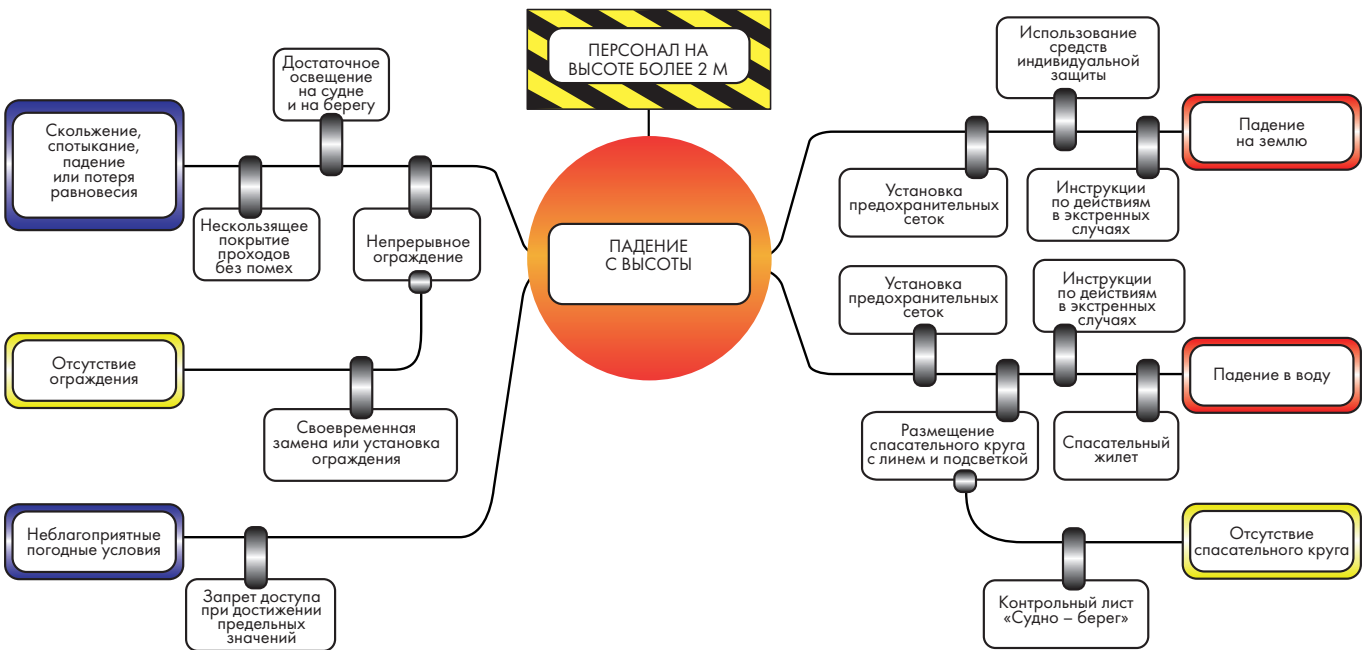 ПЕРСОНАЛ НА
ВЫСОТЕ БОЛЕЕ 2 М
Достаточное
освещение
на судне
и на берегу
Скольжение,
спотыкание,
падение
или потеря
равновесия
Нескользящее
покрытие
проходов
без помех
Непрерывное
ограждение
Отсутствие
ограждения
Своевременная
замена или установка
ограждения
Неблагоприятные
погодные условия
Запрет доступа
при достижении
предельных
значений
ПАДЕНИЕ
С ВЫСОТЫ
Использование
средств
индивидуальной
защиты
Падение
на землю
Установка
предохранительных
сеток
Инструкции
по действиям
в экстренных
случаях
Установка
предохранительных
сеток
Инструкции
по действиям
в экстренных
случаях
Падение в воду
Размещение
спасательного круга
с линем и подсветкой
Спасательный
жилет
Отсутствие
спасательного круга
Контрольный лист
«Судно – берег»